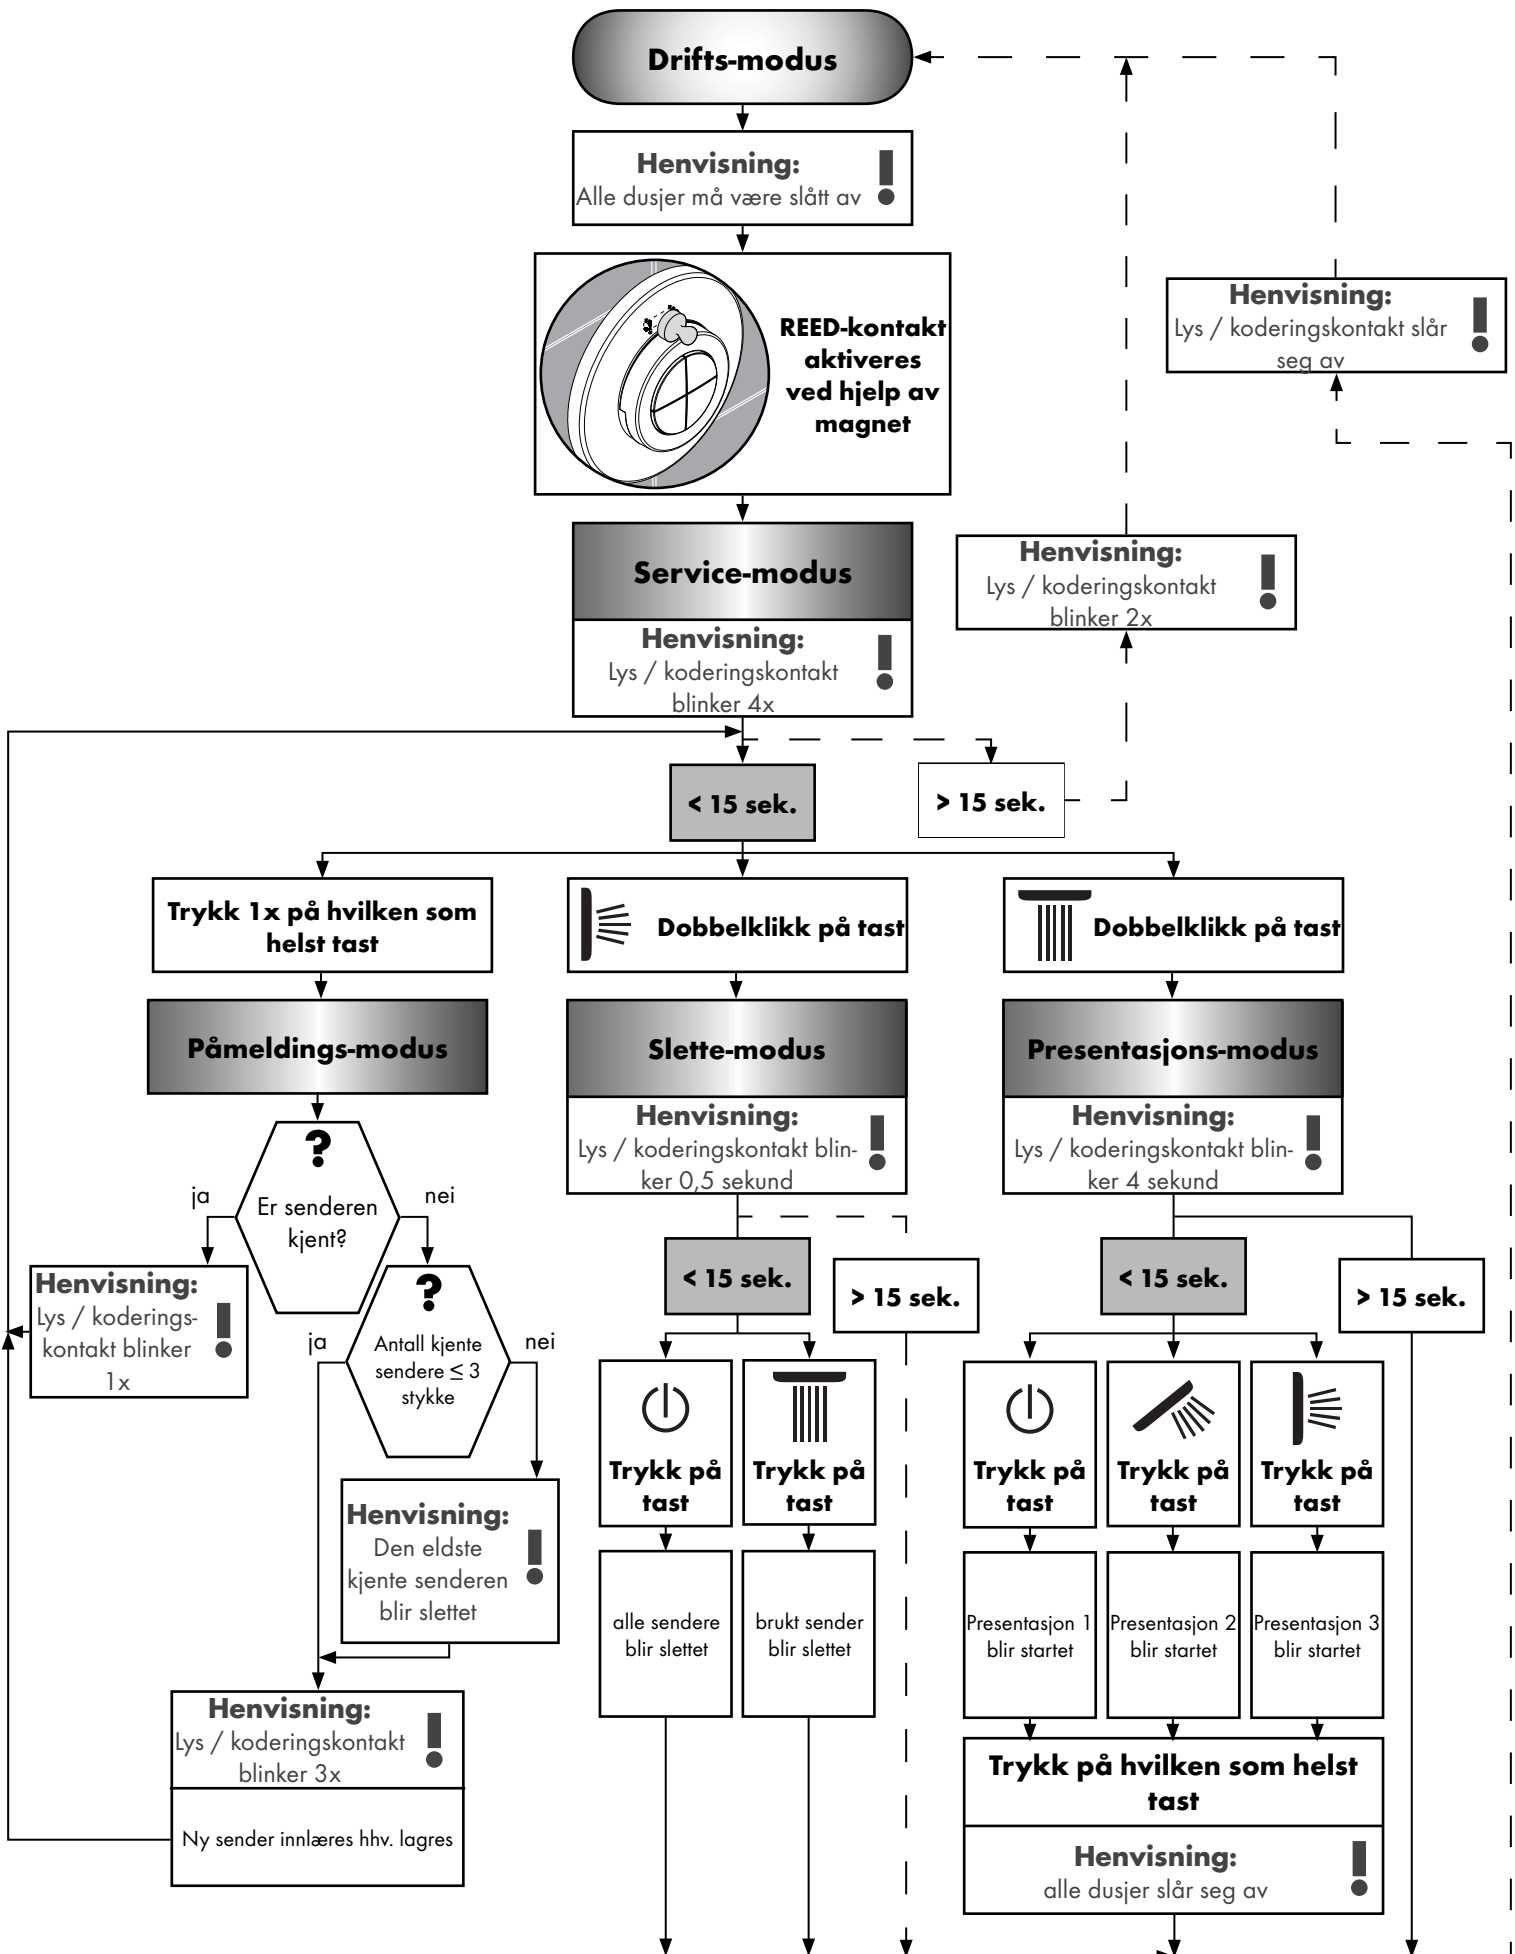 Drifts-modus
Henvisning:
Alle dusjer må være slått av
REED-kontakt
aktiveres
ved hjelp av
magnet
Henvisning:
Lys / koderingskontakt slår
seg av
Service-modus
Henvisning:
Lys / koderingskontakt
blinker 4x
Henvisning:
Lys / koderingskontakt
blinker 2x
< 15 sek.
> 15 sek.
Trykk 1x på hvilken som
helst tast
Dobbelklikk på tast
Dobbelklikk på tast
Påmeldings-modus
Slette-modus
Henvisning:
Lys / koderingskontakt blin-
ker 0,5 sekund
Presentasjons-modus
Henvisning:
Lys / koderingskontakt blin-
ker 4 sekund
?
Er senderen
kjent?
ja
nei
Henvisning:
Lys / koderings-
kontakt blinker
1x
?
Antall kjente
sendere ≤ 3
stykke
ja
nei
Henvisning:
Den eldste
kjente senderen
blir slettet
Henvisning:
Lys / koderingskontakt
blinker 3x
Ny sender innlæres hhv. lagres
< 15 sek.
> 15 sek.
Trykk på
tast
Trykk på
tast
alle sendere
blir slettet
brukt sender
blir slettet
< 15 sek.
> 15 sek.
Trykk på
tast
Trykk på
tast
Trykk på
tast
Presentasjon 1
blir startet
Presentasjon 2
blir startet
Presentasjon 3
blir startet
Trykk på hvilken som helst
tast
Henvisning:
alle dusjer slår seg av